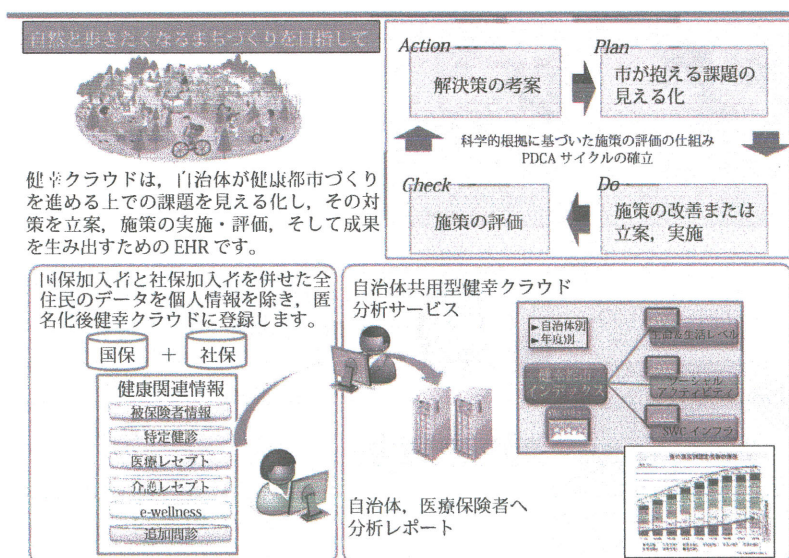 自然と歩きたくなるまちづくりを目指して
健幸クラウドは，自治体が健康都市づくり
を進める上での課題を見える化し，その対
策を立案，施策の実施・評価，そして成果
を生み出すための EHR です。
Action
解決策の考案
Plan
市が抱える課題の
見える化
科学的根拠に基づいた施策の評価の仕組み
PDCA サイクルの確立
Check
施策の評価
Do
施策の改善または
立案，実施
国保加入者と社保加入者を併せた全
住民のデータを個人情報を除き，匿
名化後健幸クラウドに登録します。
国保 + 社保
健康関連情報
被保険者情報
特定健診
医療レセプト
介護レセプト
e-wellness
追加問診
自治体共用型健幸クラウド
分析サービス
►自治体別
►年度別
インデックス
ソーシャル
アクティビティ
SWC インフラ
自治体，医療保険者へ
分析レポート